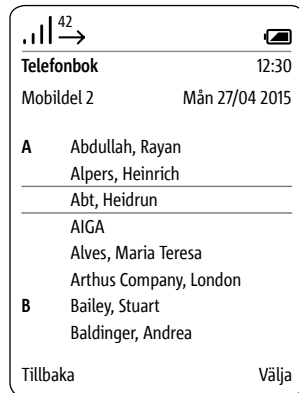 42
Telefonbok 12:30
Mobildel 2 Mån 27/04 2015
A Abdullah, Rayan
Alpers, Heinrich
Abt, Heidrun
AIGA
Alves, Maria Teresa
Arthus Company, London
B Bailey, Stuart
Baldinger, Andrea
Tillbaka Välja